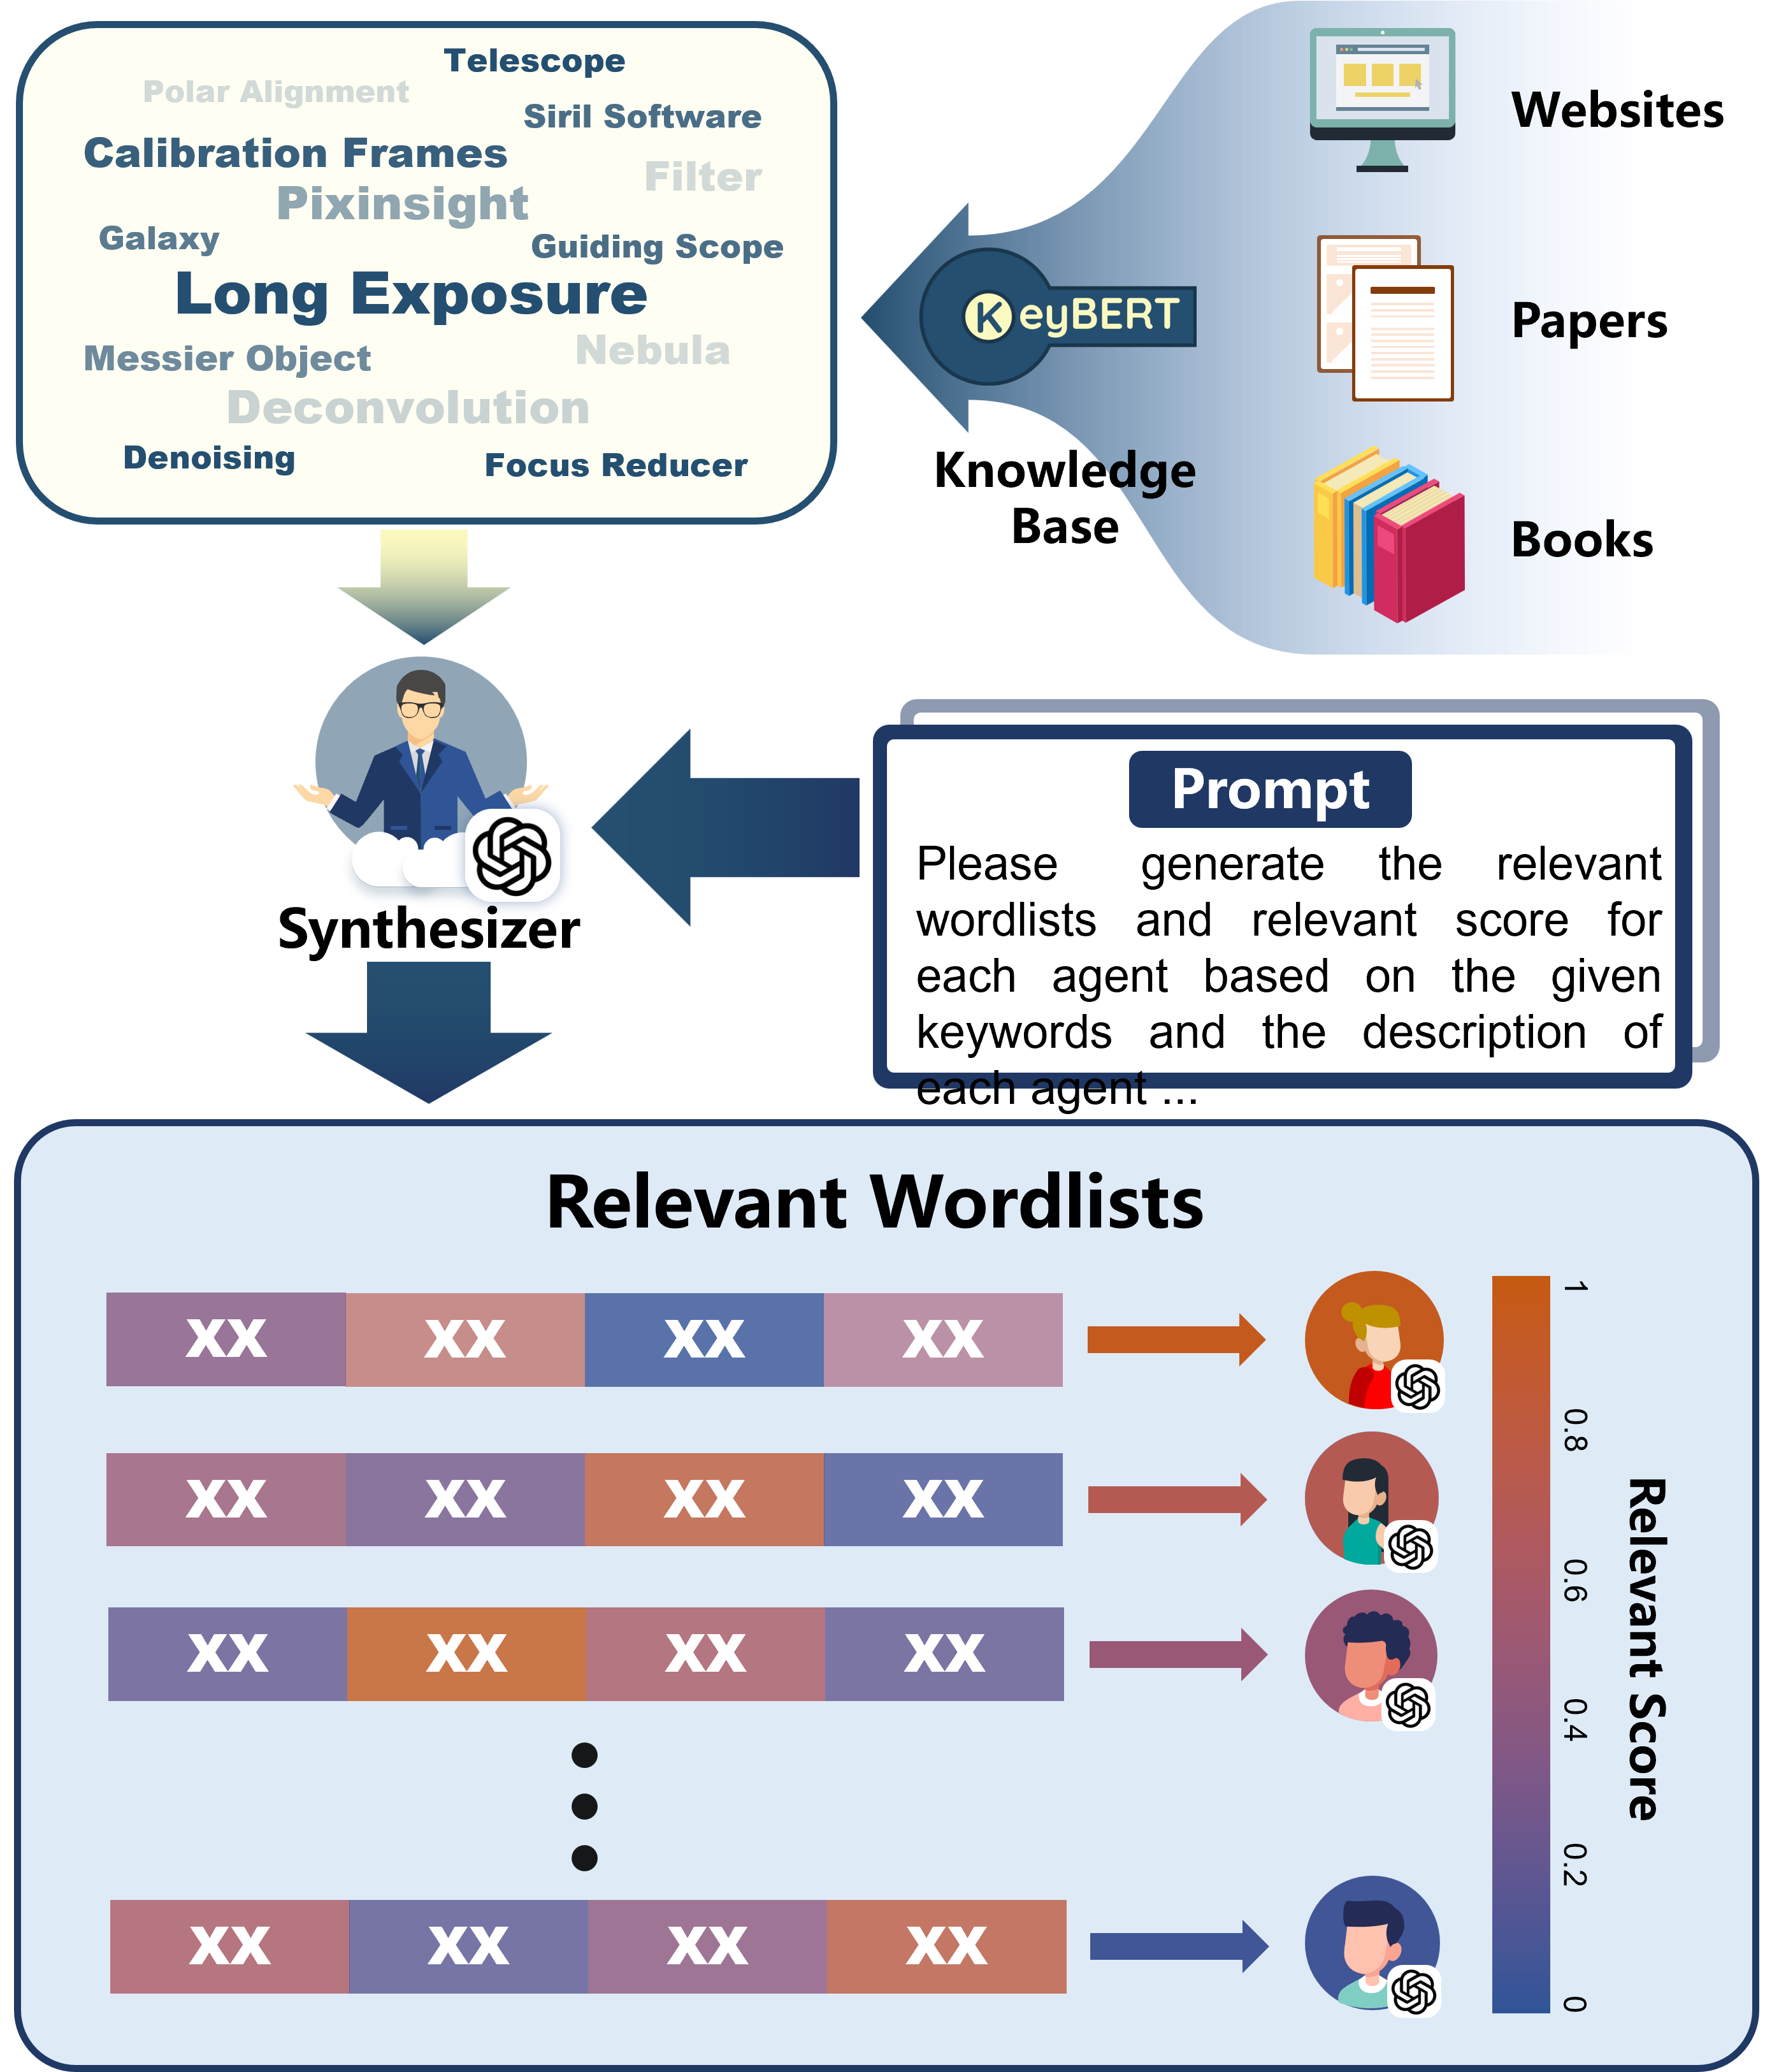 Telescope
Polar Alignment
Siril Software
Calibration Frames
Filter
Pixinsight
Galaxy
Guiding Scope
Long Exposure
Nebula
Messier Object
Deconvolution
Denoising
Focus Reducer
KeyBERT
Knowledge
Base
Websites
Papers
Books
Synthesizer
Prompt
Please generate the relevant
wordlists and relevant score for
each agent based on the given
keywords and the description of
each agent ...
Relevant Wordlists
xx xx xx xx
xx xx xx xx
xx xx xx xx
xx xx xx xx
1
0.8
0.6
0.4
0.2
0
Relevant Score